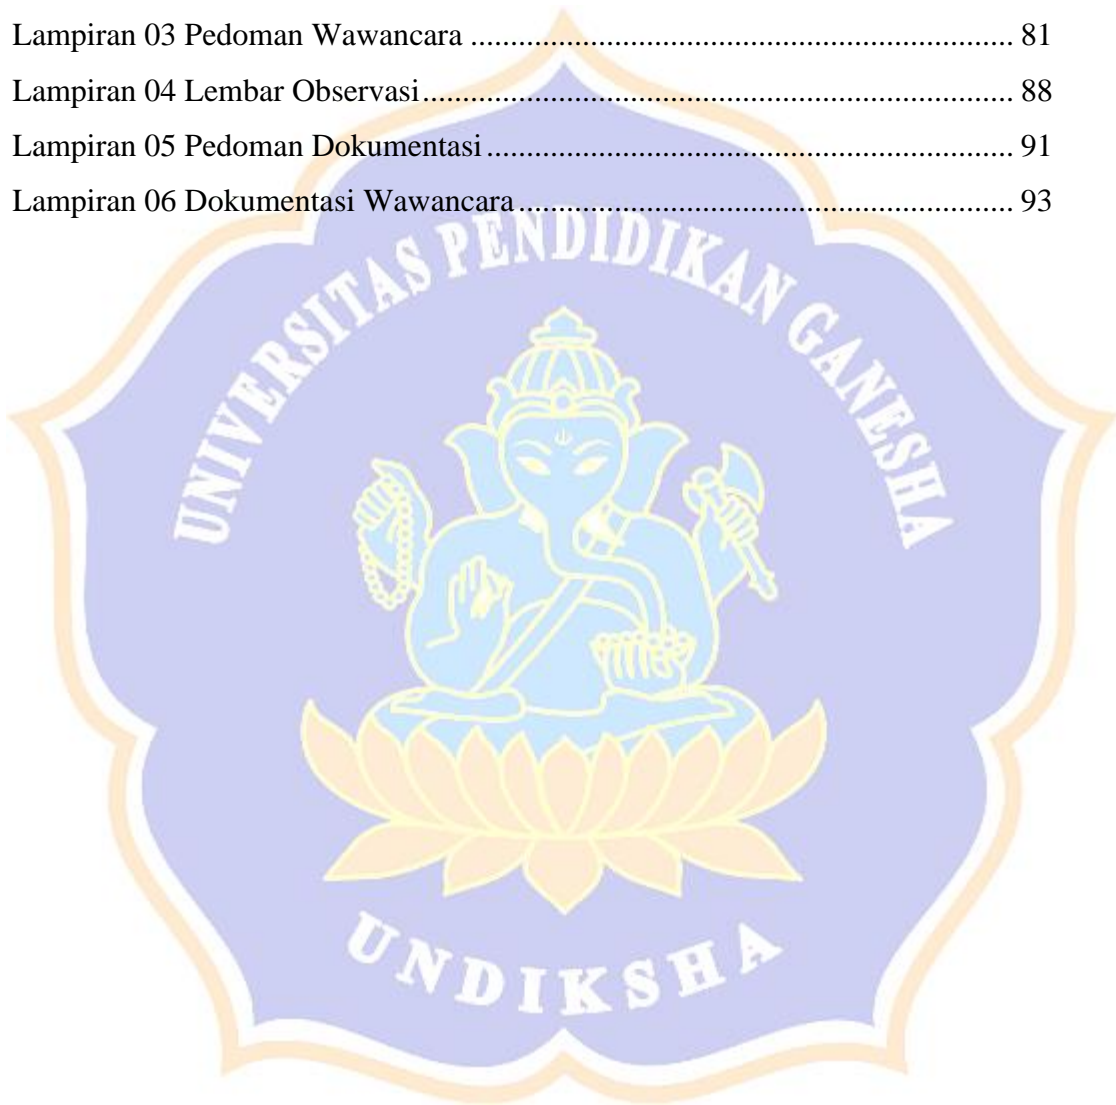 Lampiran 03 Pedoman Wawancara ..................................................................... 81
Lampiran 04 Lembar Observasi ........................................................................... 88
Lampiran 05 Pedoman Dokumentasi ................................................................... 91
Lampiran 06 Dokumentasi Wawancara ............................................................... 93
UNIVERSITAS PENDIDIKAN GANESHA
UNDIKSHA